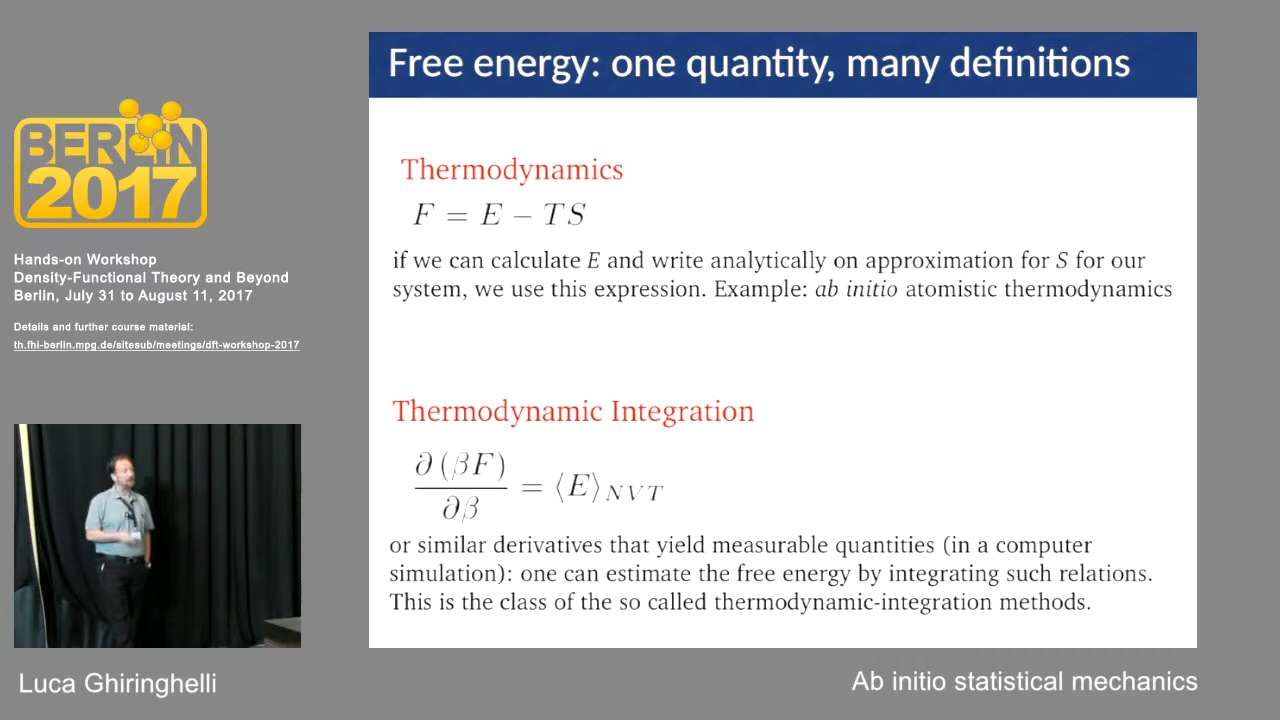 Free energy: one quantity, many definitions
BERLIN
2017
Hands-on Workshop
Density-Functional Theory and Beyond
Berlin, July 31 to August 11, 2017
Details and further course material:
th.fhi-berlin.mpg.de/sitesub/meetings/dft-workshop-2017
Thermodynamics
F = E − TS
if we can calculate E and write analytically on approximation for S for our
system, we use this expression. Example: ab initio atomistic thermodynamics
Thermodynamic Integration
∂(βF)/∂β = ⟨E⟩NVT
or similar derivatives that yield measurable quantities (in a computer
simulation): one can estimate the free energy by integrating such relations.
This is the class of the so called thermodynamic-integration methods.
Luca Ghiringhelli
Ab initio statistical mechanics